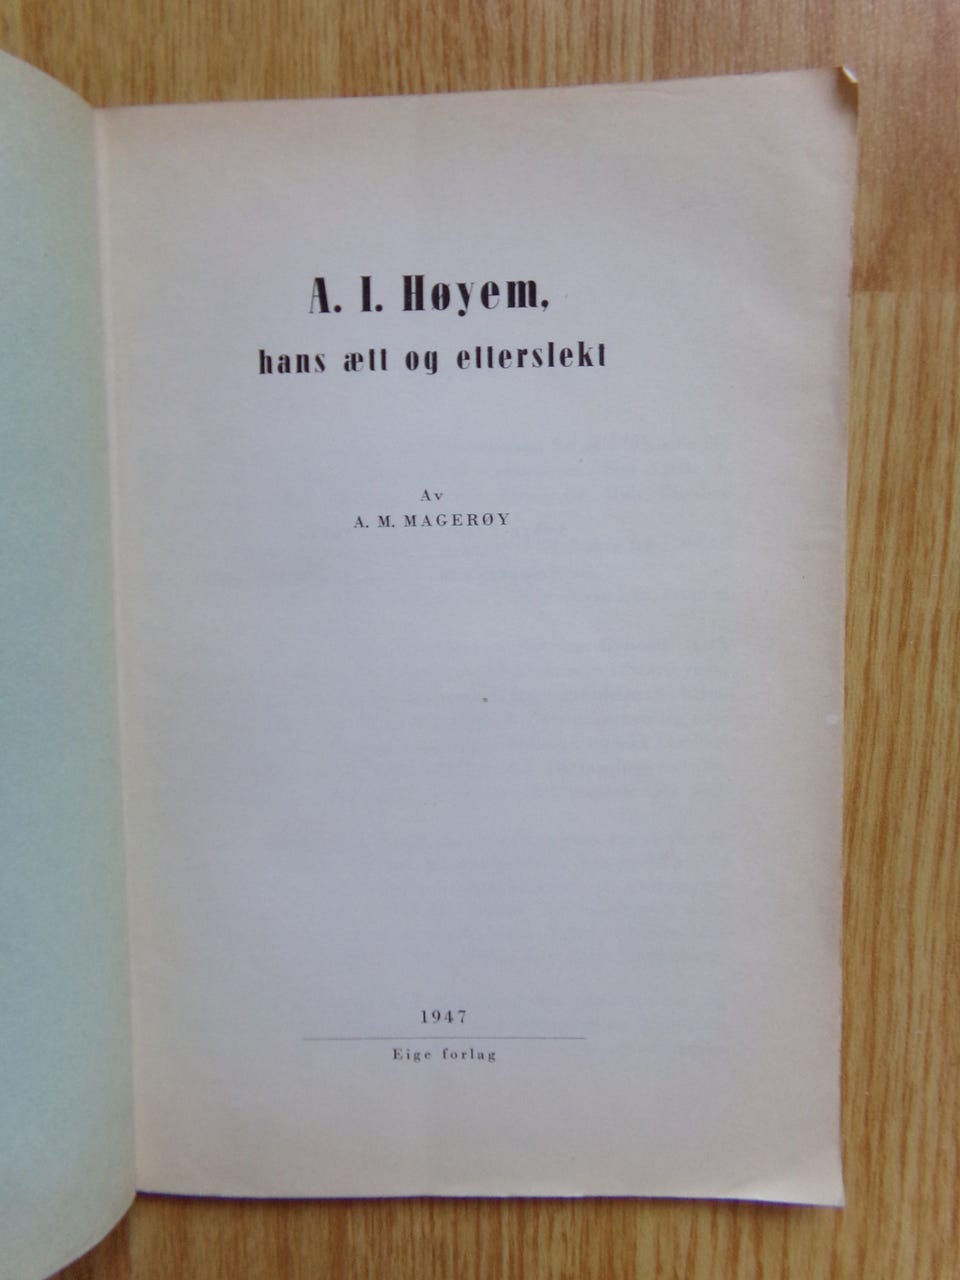 A. I. Høyem,
hans ætt og etterslekt
Av
A. M. MAGERØY
1947
Eige forlag